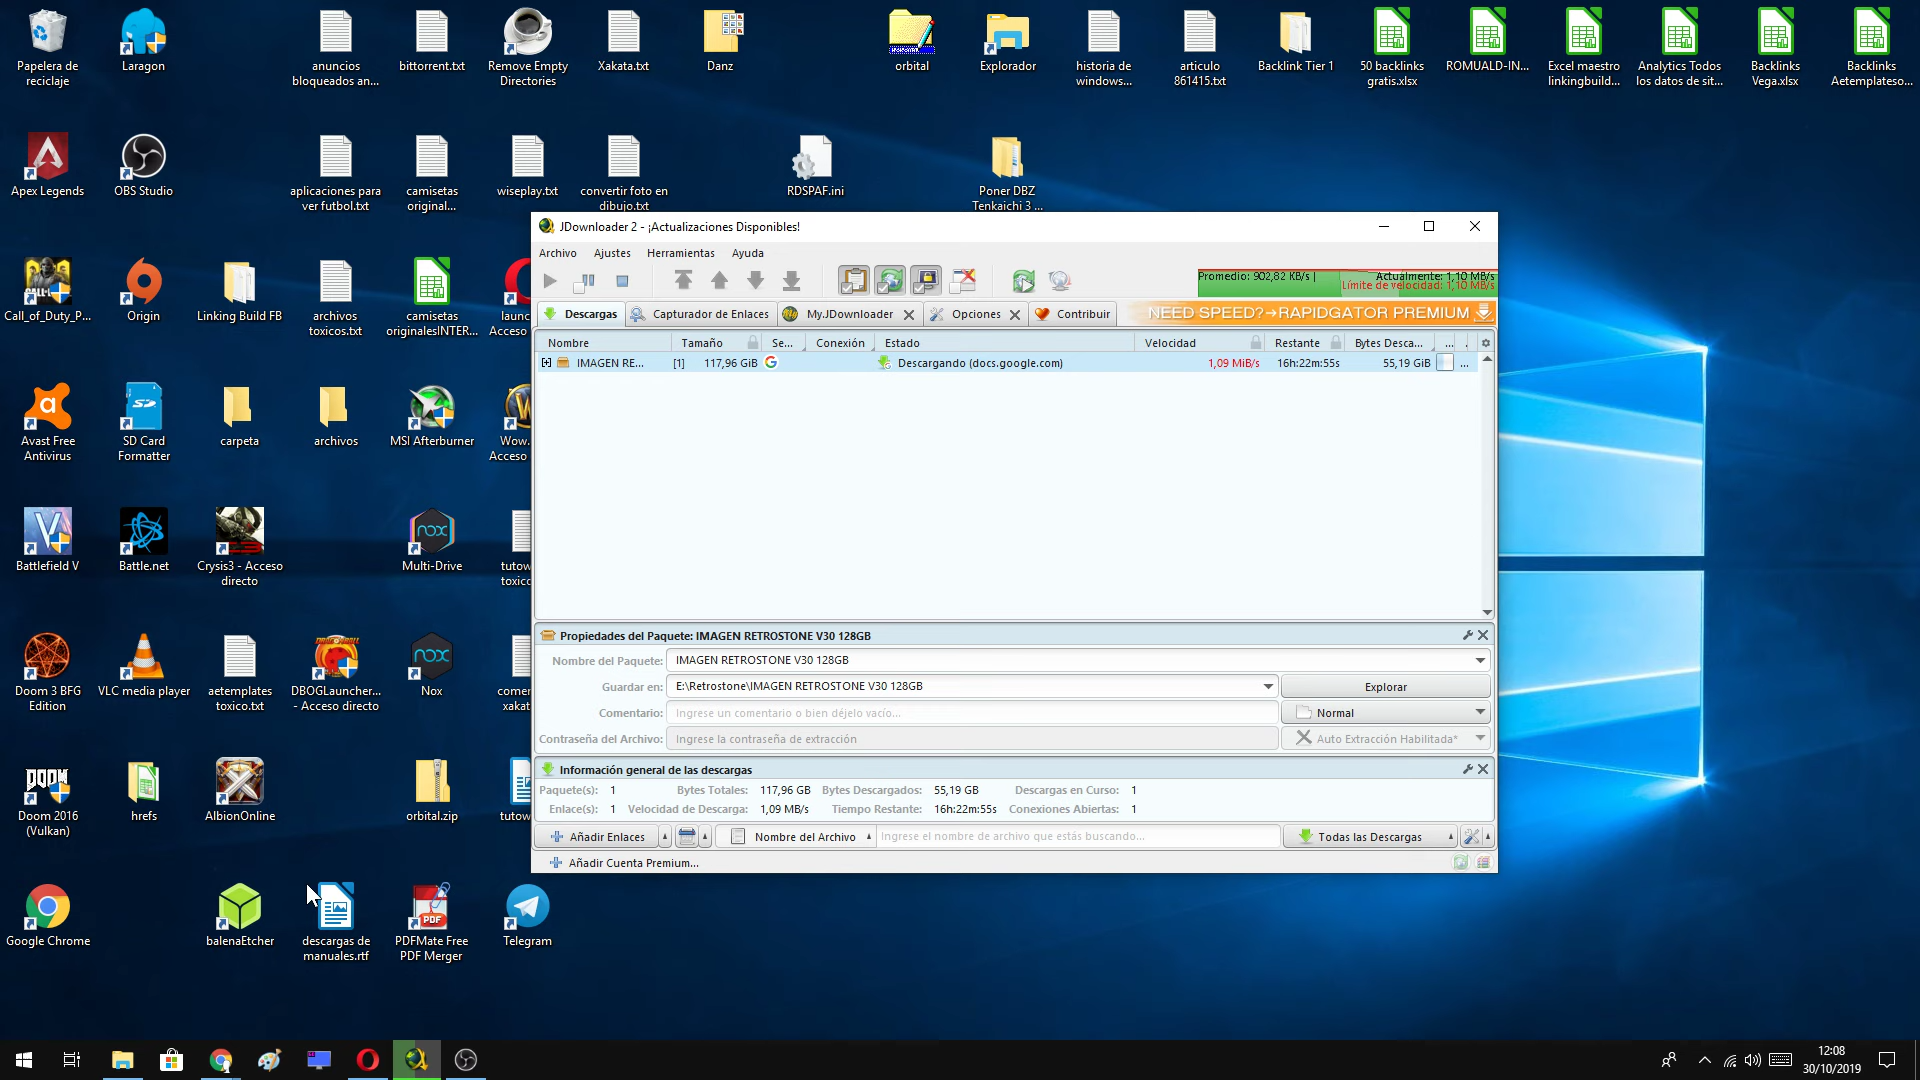 Papelera de
reciclaje
Laragon
anuncios
bloqueados an...
bittorrent.txt
Remove Empty
Directories
Xakata.txt
Danz
orbital
Explorador
historia de
windows...
articulo
861415.txt
Backlink Tier 1
50 backlinks
gratis.xlsx
ROMUALD-IN...
Excel maestro
linkingbuild...
Analytics Todos
los datos de sit...
Backlinks
Vega.xlsx
Backlinks
Aetemplateso...
Apex Legends
OBS Studio
aplicaciones para
ver futbol.txt
camisetas
original...
wiseplay.txt
convertir foto en
dibujo.txt
RDSPAF.ini
Poner DBZ
Tenkaichi 3 ...
JDownloader 2 - ¡Actualizaciones Disponibles!
Archivo Ajustes Herramientas Ayuda
Promedio: 902,82 KB/s | Actualmente: 1,10 MB/s
Límite de velocidad: 1,10 MB/s
Descargas Capturador de Enlaces My.JDownloader Opciones Contribuir
NEED SPEED?→RAPIDGATOR PREMIUM
Nombre Tamaño Se... Conexión Estado Velocidad Restante Bytes Desca... ... .
IMAGEN RE... [1] 117,96 GiB Descargando (docs.google.com) 1,09 MiB/s 16h:22m:55s 55,19 GiB ...
Propiedades del Paquete: IMAGEN RETROSTONE V30 128GB
Nombre del Paquete: IMAGEN RETROSTONE V30 128GB
Guardar en: E:\Retrostone\IMAGEN RETROSTONE V30 128GB Explorar
Comentario: Ingrese un comentario o bien déjelo vacío... Normal
Contraseña del Archivo: Ingrese la contraseña de extracción Auto Extracción Habilitada*
Información general de las descargas
Paquete(s): 1 Bytes Totales: 117,96 GB Bytes Descargados: 55,19 GB Descargas en Curso: 1
Enlace(s): 1 Velocidad de Descarga: 1,09 MB/s Tiempo Restante: 16h:22m:55s Conexiones Abiertas: 1
Añadir Enlaces Nombre del Archivo Ingrese el nombre de archivo que estás buscando... Todas las Descargas
Añadir Cuenta Premium...
Call_of_Duty_P...
Origin
Linking Build FB
archivos
toxicos.txt
camisetas
originalesINTER...
launc
Acceso
Avast Free
Antivirus
SD Card
Formatter
carpeta
archivos
MSI Afterburner
Wow.
Acceso
Battlefield V
Battle.net
Crysis3 - Acceso
directo
nox
Multi-Drive
tutow
toxico
Doom 3 BFG
Edition
VLC media player
aetemplates
toxico.txt
DBOGLauncher...
- Acceso directo
nox
Nox
comer
xakat
DOOM
Doom 2016
(Vulkan)
hrefs
AlbionOnline
orbital.zip
tutow
Google Chrome
balenaEtcher
descargas de
manuales.rtf
PDF
PDFMate Free
PDF Merger
Telegram
12:08
30/10/2019